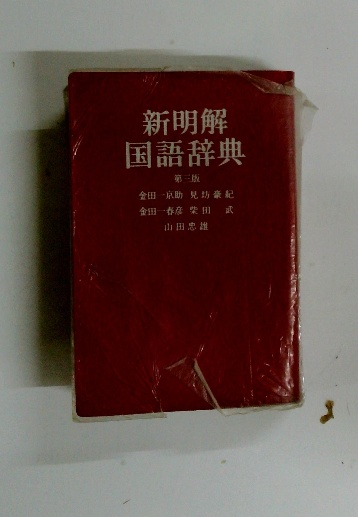 新明解
国語辞典
第三版
金田一京助 見坊豪紀
金田一春彦 柴田 武
山田忠雄